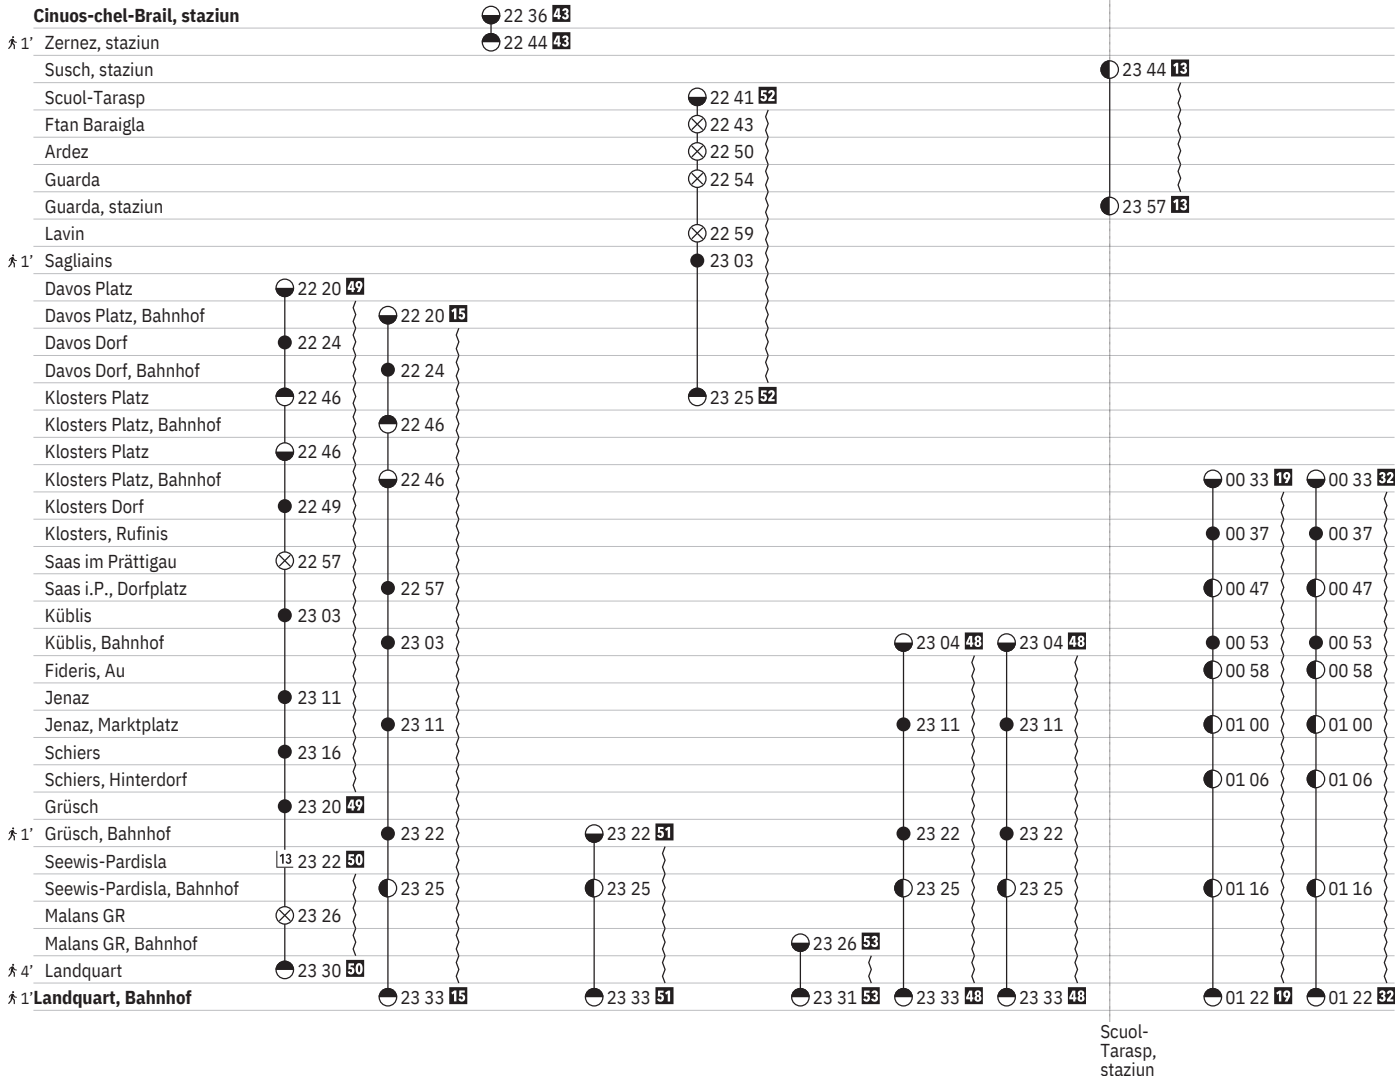 Cinuos-chel-Brail, staziun 22 36 43
1' Zernez, staziun 22 44 43
Susch, staziun 23 44 13
Scuol-Tarasp 22 41 52
Ftan Baraigla 22 43
Ardez 22 50
Guarda 22 54
Guarda, staziun 23 57 13
Lavin 22 59
1' Sagliains 23 03
Davos Platz 22 20 49
Davos Platz, Bahnhof 22 20 15
Davos Dorf 22 24
Davos Dorf, Bahnhof 22 24
Klosters Platz 22 46 23 25 52
Klosters Platz, Bahnhof 22 46
Klosters Platz 22 46
Klosters Platz, Bahnhof 22 46 00 33 19 00 33 32
Klosters Dorf 22 49
Klosters, Rufinis 00 37 00 37
Saas im Prättigau 22 57
Saas i.P., Dorfplatz 22 57 00 47 00 47
Küblis 23 03
Küblis, Bahnhof 23 03 23 04 48 23 04 48 00 53 00 53
Fideris, Au 00 58 00 58
Jenaz 23 11
Jenaz, Marktplatz 23 11 23 11 23 11 01 00 01 00
Schiers 23 16
Schiers, Hinterdorf 01 06 01 06
Grüsch 23 20 49
1' Grüsch, Bahnhof 23 22 23 22 51 23 22 23 22
Seewis-Pardisla 13 23 22 50
Seewis-Pardisla, Bahnhof 23 25 23 25 23 25 23 25 01 16 01 16
Malans GR 23 26
Malans GR, Bahnhof 23 26 53
4' Landquart 23 30 50
1' Landquart, Bahnhof 23 33 15 23 33 51 23 31 53 23 33 48 23 33 48 01 22 19 01 22 32
Scuol-
Tarasp,
staziun